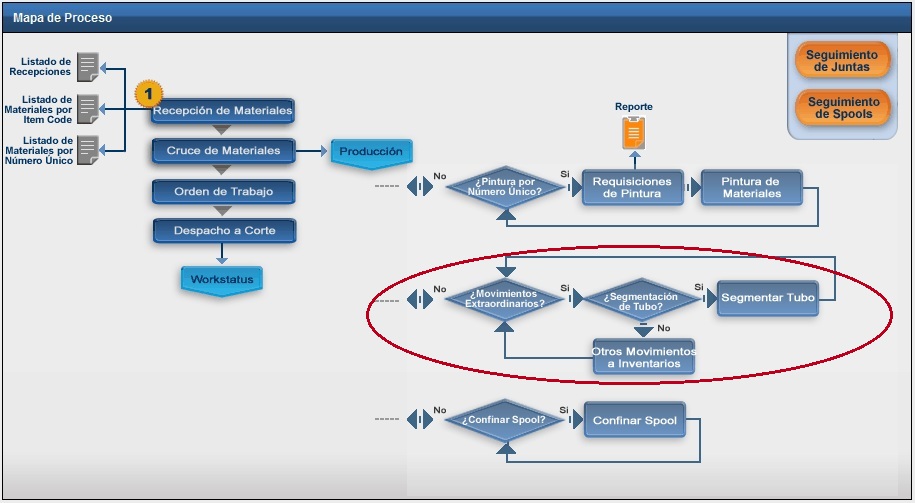 Mapa de Proceso
Listado de
Recepciones
Listado de
Materiales por
Item Code
Listado de
Materiales por
Número Único
1
Recepción de Materiales
Cruce de Materiales
Producción
Orden de Trabajo
Despacho a Corte
Workstatus
Seguimiento
de Juntas
Seguimiento
de Spools
Reporte
No
¿Pintura por
Número Único?
Si
Requisiciones
de Pintura
Pintura de
Materiales
No
¿Movimientos
Extraordinarios?
Si
¿Segmentación
de Tubo?
Si
Segmentar Tubo
No
Otros Movimientos
a Inventarios
No
¿Confinar Spool?
Si
Confinar Spool